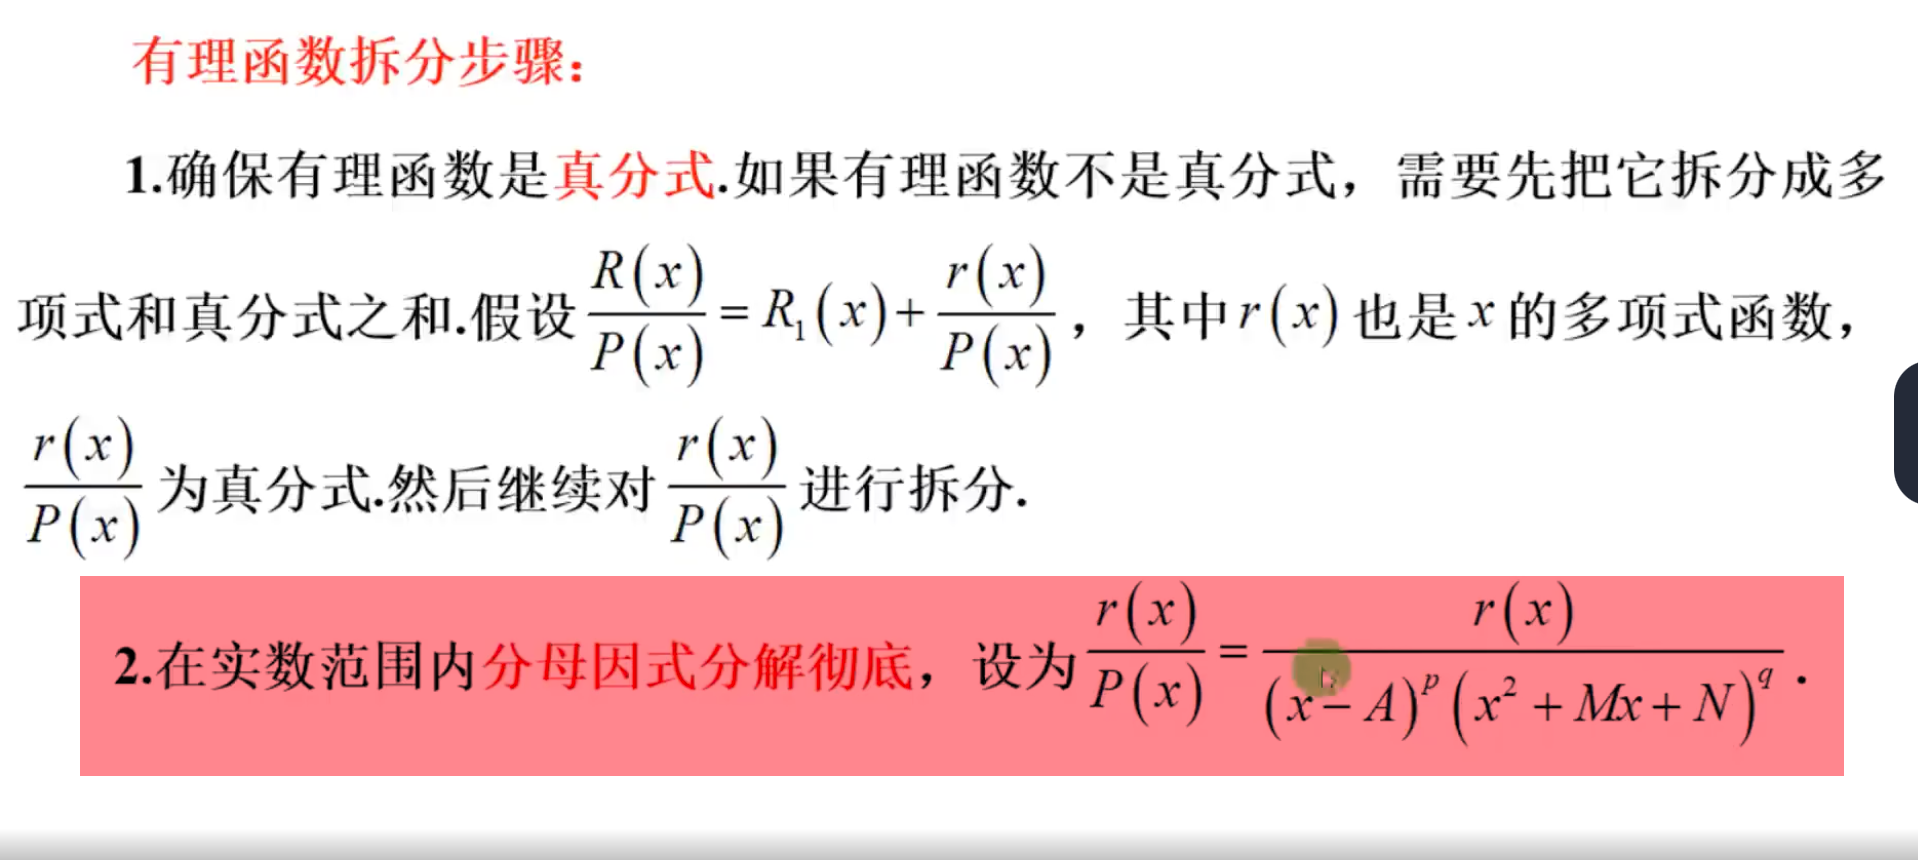 有理函数拆分步骤：
1.确保有理函数是真分式.如果有理函数不是真分式，需要先把它拆分成多
项式和真分式之和.假设 \frac{R(x)}{P(x)} = R_1(x) + \frac{r(x)}{P(x)}，其中 r(x) 也是 x 的多项式函数，
\frac{r(x)}{P(x)} 为真分式.然后继续对 \frac{r(x)}{P(x)} 进行拆分.
2.在实数范围内分母因式分解彻底，设为 \frac{r(x)}{P(x)} = \frac{r(x)}{(x-A)^p (x^2+Mx+N)^q}.